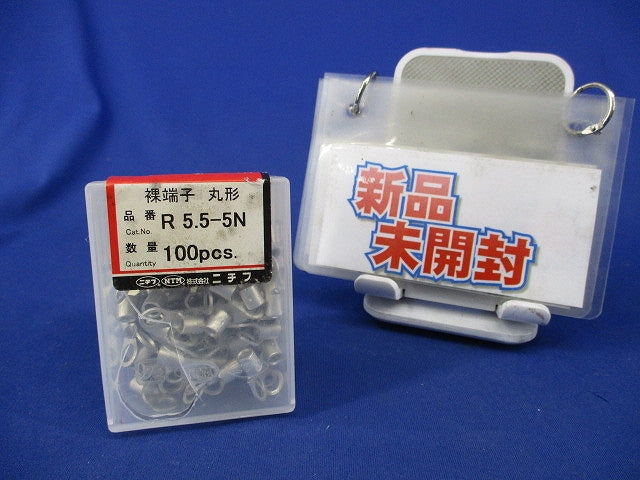 裸端子 丸形
品番 R 5.5-5N
Cat.No.
数量 100pcs.
Quantity
ニチフ NTM 株式会社 ニチフ
新品
未開封